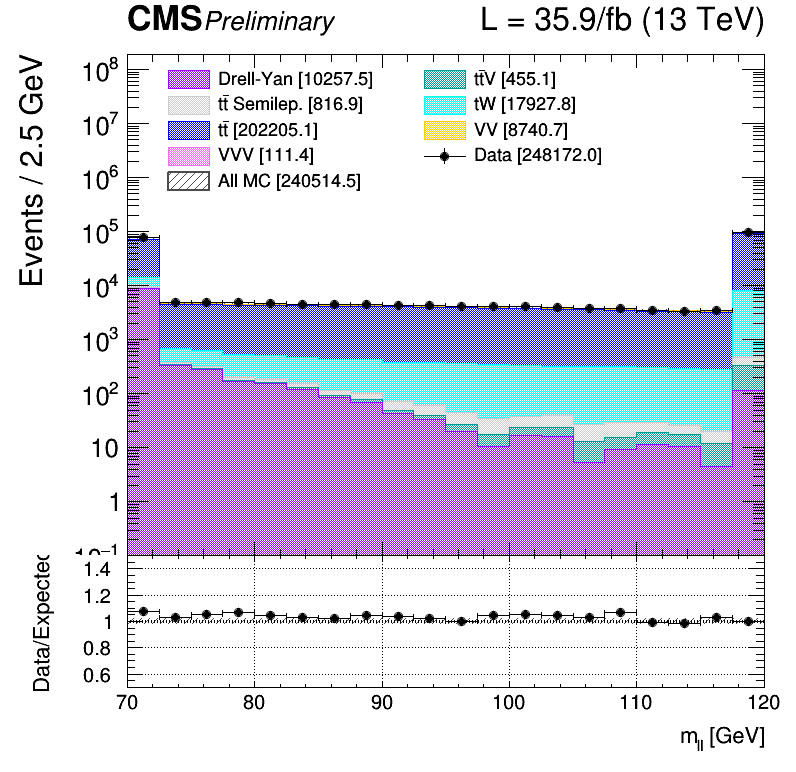 CMS Preliminary L = 35.9/fb (13 TeV)
Events / 2.5 GeV
Drell-Yan [10257.5]
tt̄ Semilep. [816.9]
tt̄ [202205.1]
VVV [111.4]
All MC [240514.5]
tt̄V [455.1]
tW [17927.8]
VV [8740.7]
Data [248172.0]
10⁸
10⁷
10⁶
10⁵
10⁴
10³
10²
10
1
10⁻¹
Data/Expected
1.4
1.2
1
0.8
0.6
70 80 90 100 110 120
m_ll [GeV]